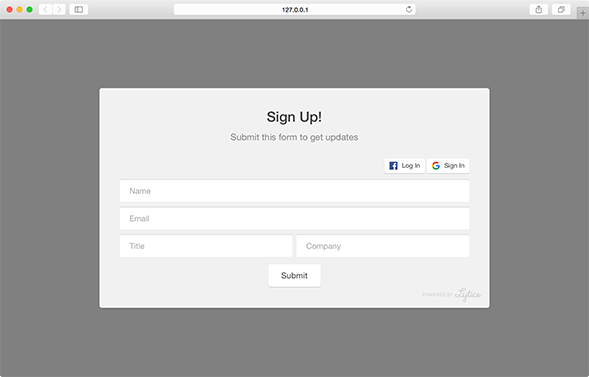 127.0.0.1
Sign Up!
Submit this form to get updates
Log In
Sign In
Name
Email
Title
Company
Submit
POWERED BY Lytics